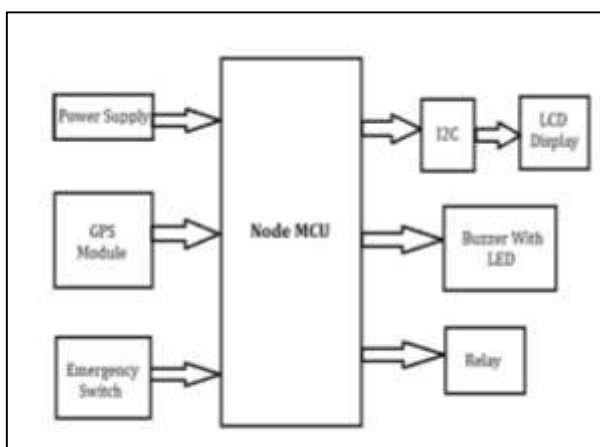 Power Supply
GPS
Module
Emergency
Switch
Node MCU
I2C
LCD
Display
Buzzer With
LED
Relay